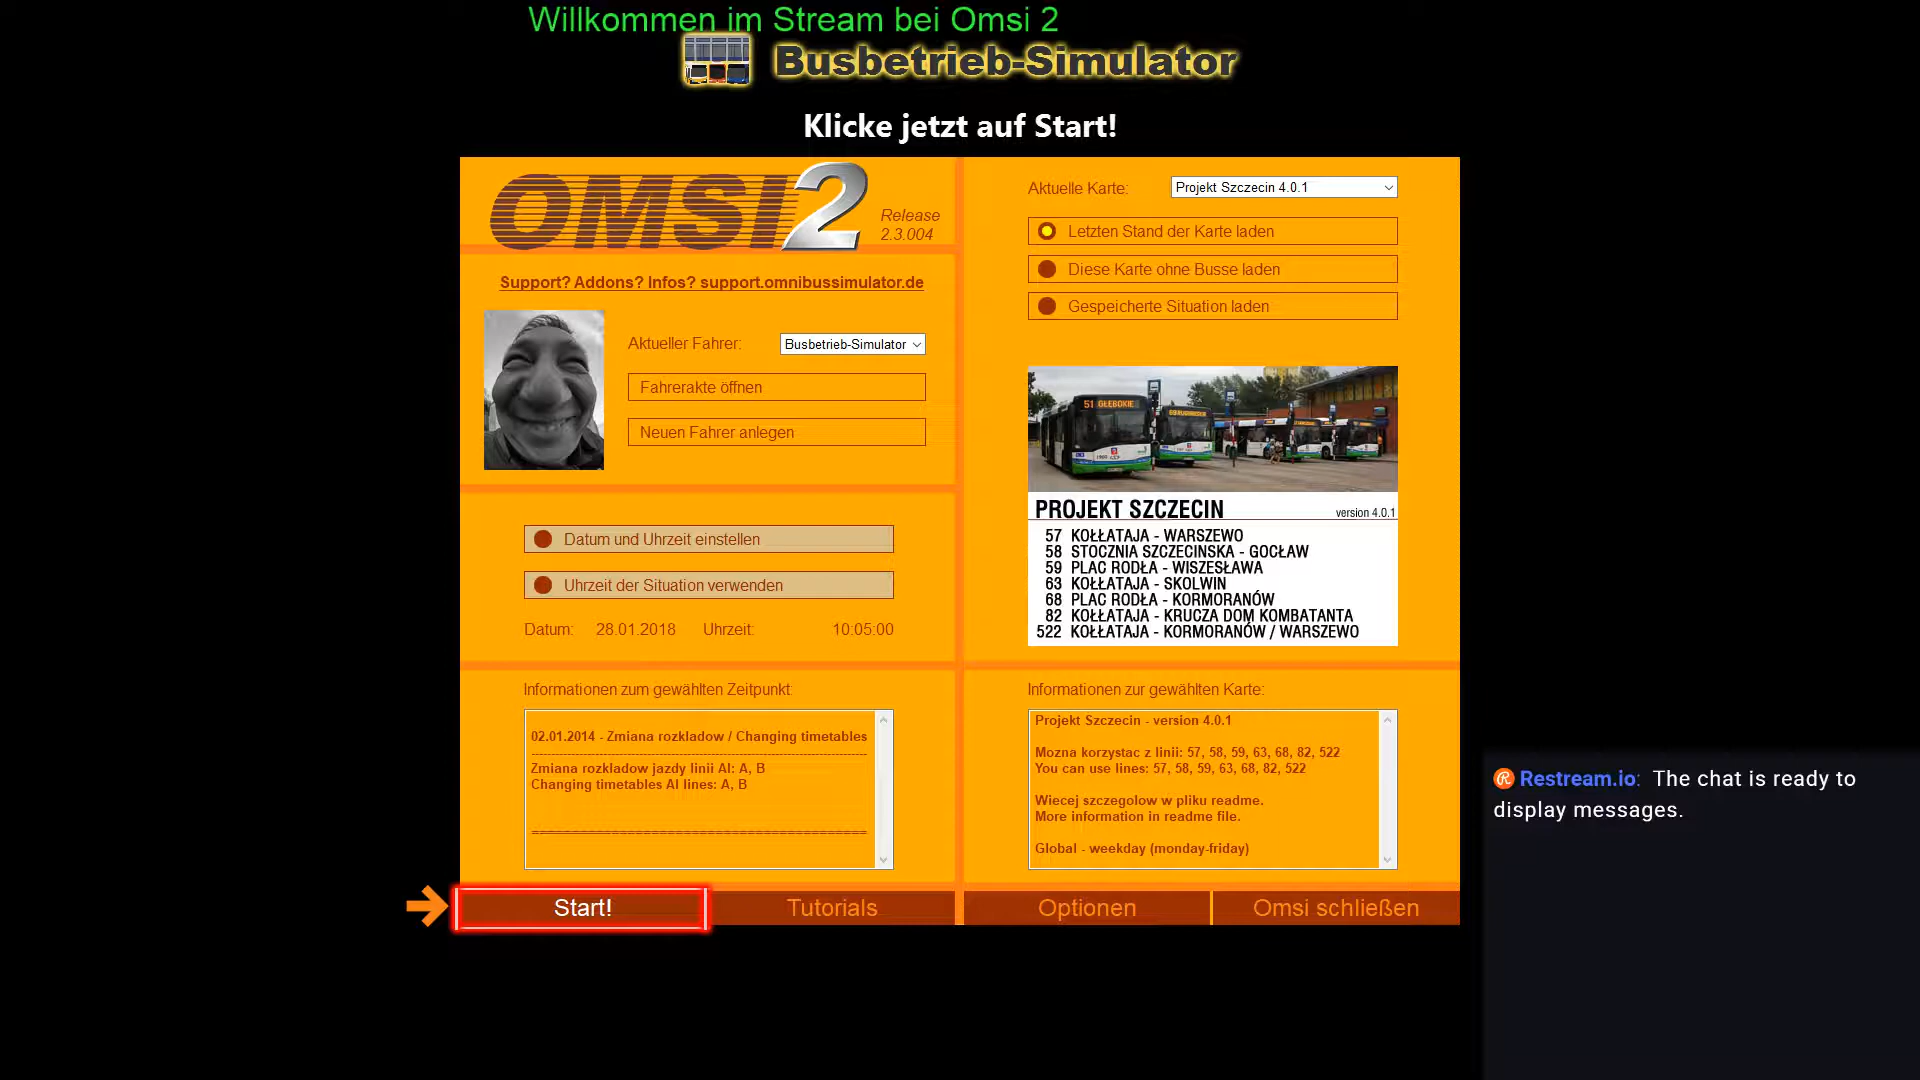 Willkommen im Stream bei Omsi 2
Busbetrieb-Simulator
Klicke jetzt auf Start!
OMSI 2
Release
2.3.004
Support? Addons? Infos? support.omnibussimulator.de
Aktueller Fahrer:
Busbetrieb-Simulator
Fahrerakte öffnen
Neuen Fahrer anlegen
Datum und Uhrzeit einstellen
Uhrzeit der Situation verwenden
Datum: 28.01.2018 Uhrzeit: 10:05:00
Informationen zum gewählten Zeitpunkt:
02.01.2014 - Zmiana rozkladow / Changing timetables
Zmiana rozkladow jazdy linii AI: A, B
Changing timetables AI lines: A, B
Aktuelle Karte: Projekt Szczecin 4.0.1
Letzten Stand der Karte laden
Diese Karte ohne Busse laden
Gespeicherte Situation laden
51 GŁĘBOKIE
PROJEKT SZCZECIN version 4.0.1
57 KOŁŁATAJA - WARSZEWO
58 STOCZNIA SZCZECINSKA - GOCŁAW
59 PLAC RODŁA - WISZESŁAWA
63 KOŁŁATAJA - SKOLWIN
68 PLAC RODŁA - KORMORANÓW
82 KOŁŁATAJA - KRUCZA DOM KOMBATANTA
522 KOŁŁATAJA - KORMORANÓW / WARSZEWO
Informationen zur gewählten Karte:
Projekt Szczecin - version 4.0.1
Mozna korzystac z linii: 57, 58, 59, 63, 68, 82, 522
You can use lines: 57, 58, 59, 63, 68, 82, 522
Wiecej szczegolow w pliku readme.
More information in readme file.
Global - weekday (monday-friday)
Start!
Tutorials
Optionen
Omsi schließen
Restream.io: The chat is ready to
display messages.